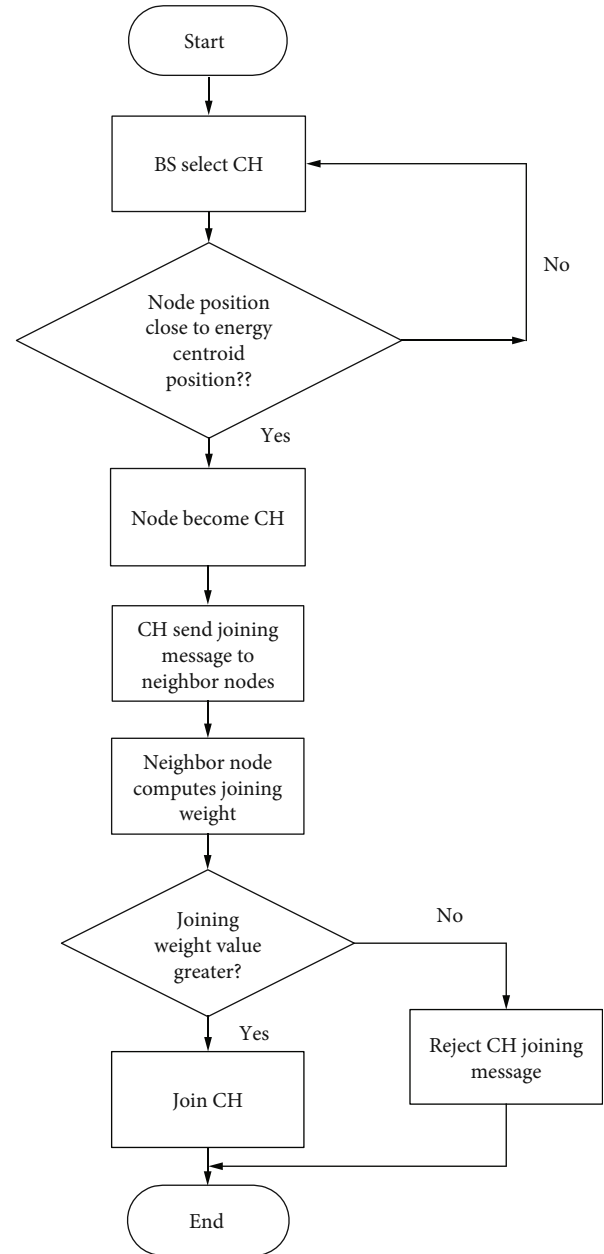 Start
BS select CH
No
Node position
close to energy
centroid
position??
Yes
Node become CH
CH send joining
message to
neighbor nodes
Neighbor node
computes joining
weight
Joining
weight value
greater?
No
Yes
Reject CH joining
message
Join CH
End